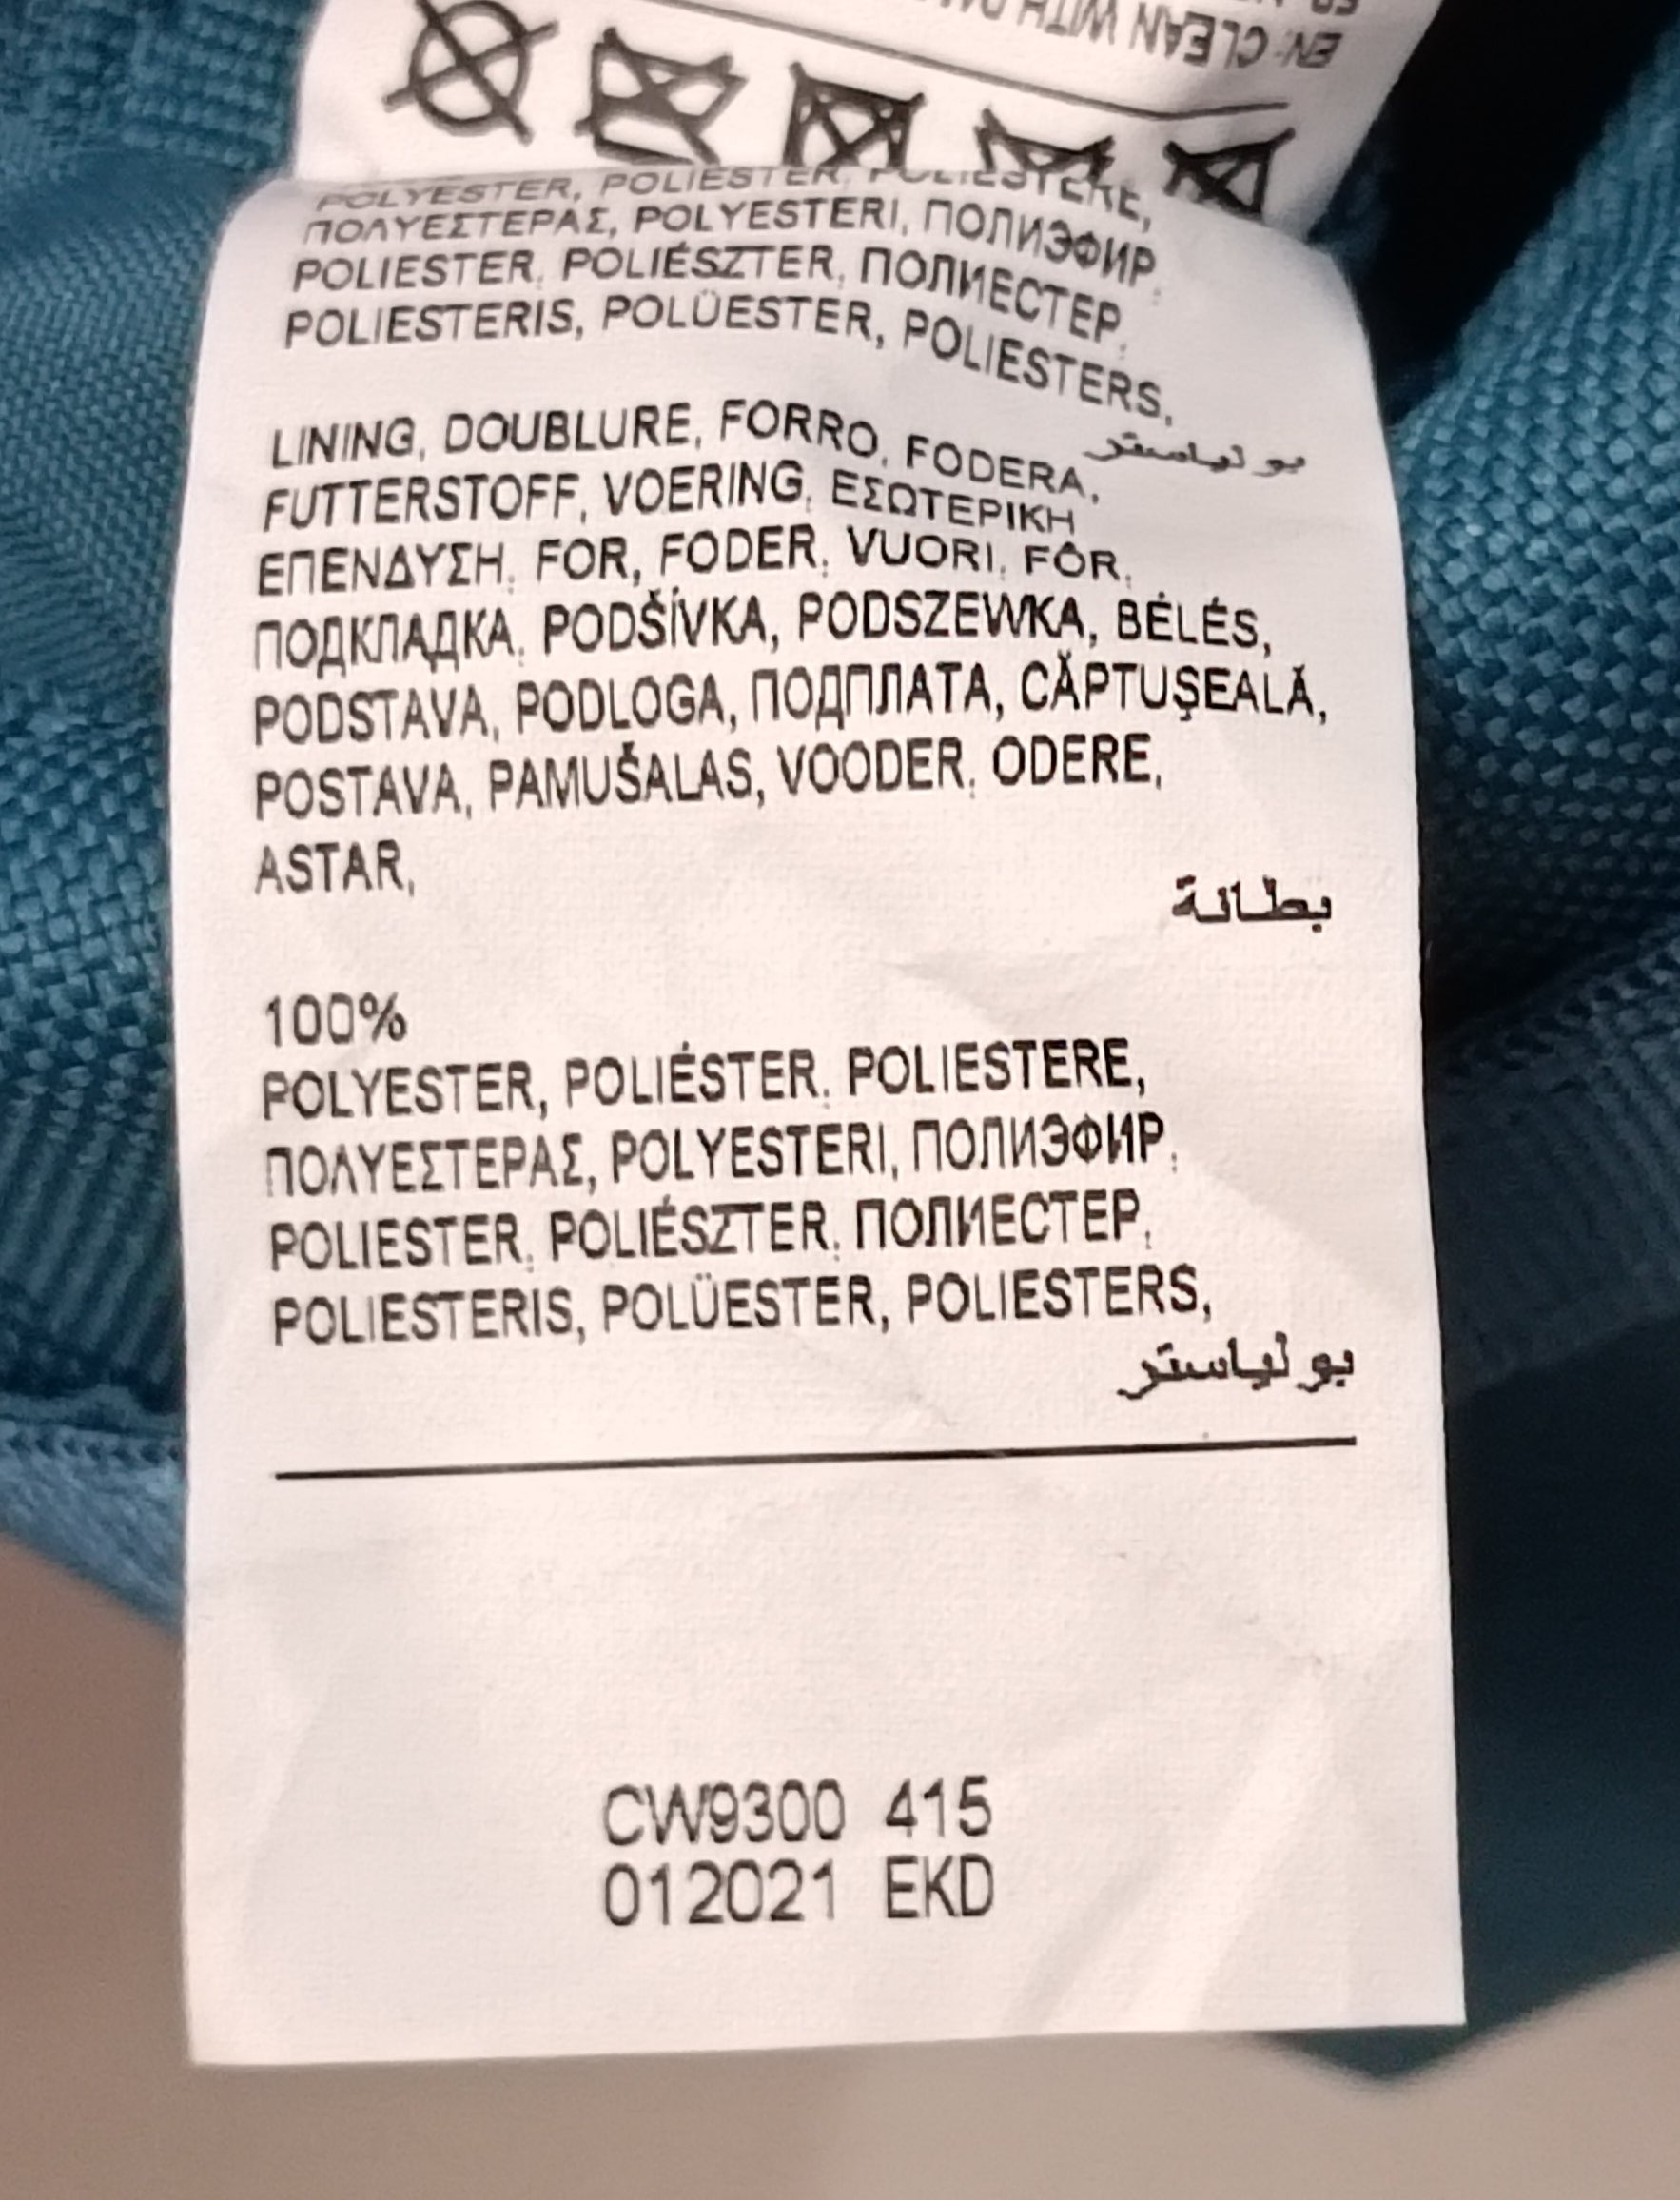 EN: CLEAN WITH
POLYESTER, POLIÉSTER, POLIESTERE,
ΠΟΛΥΕΣΤΕΡΑΣ, POLYESTERI, ПОЛИЭФИР,
POLIESTER, POLIÉSZTER, ПОЛИЕСТЕР,
POLIESTERIS, POLÜESTER, POLIESTERS,
بولياستر
LINING, DOUBLURE, FORRO, FODERA,
FUTTERSTOFF, VOERING, ΕΣΩΤΕΡΙΚΗ
ΕΠΕΝΔΥΣΗ, FOR, FODER, VUORI, FÔR,
ПОДКЛАДКА, PODŠÍVKA, PODSZEWKA, BÉLÉS,
PODSTAVA, PODLOGA, ПОДПЛАТА, CĂPTUŞEALĂ,
POSTAVA, PAMUŠALAS, VOODER, ODERE,
ASTAR,
بطانة
100%
POLYESTER, POLIÉSTER, POLIESTERE,
ΠΟΛΥΕΣΤΕΡΑΣ, POLYESTERI, ПОЛИЭФИР,
POLIESTER, POLIÉSZTER, ПОЛИЕСТЕР,
POLIESTERIS, POLÜESTER, POLIESTERS,
بولياستر
CW9300 415
012021 EKD